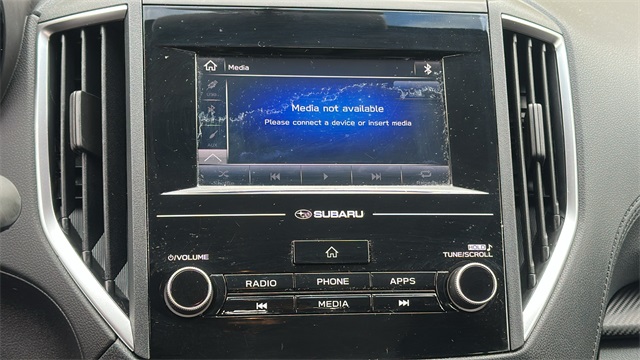 Media
Media not available
Please connect a device or insert media
AUX
SUBARU
VOLUME
HOLD
TUNE/SCROLL
RADIO PHONE APPS
MEDIA